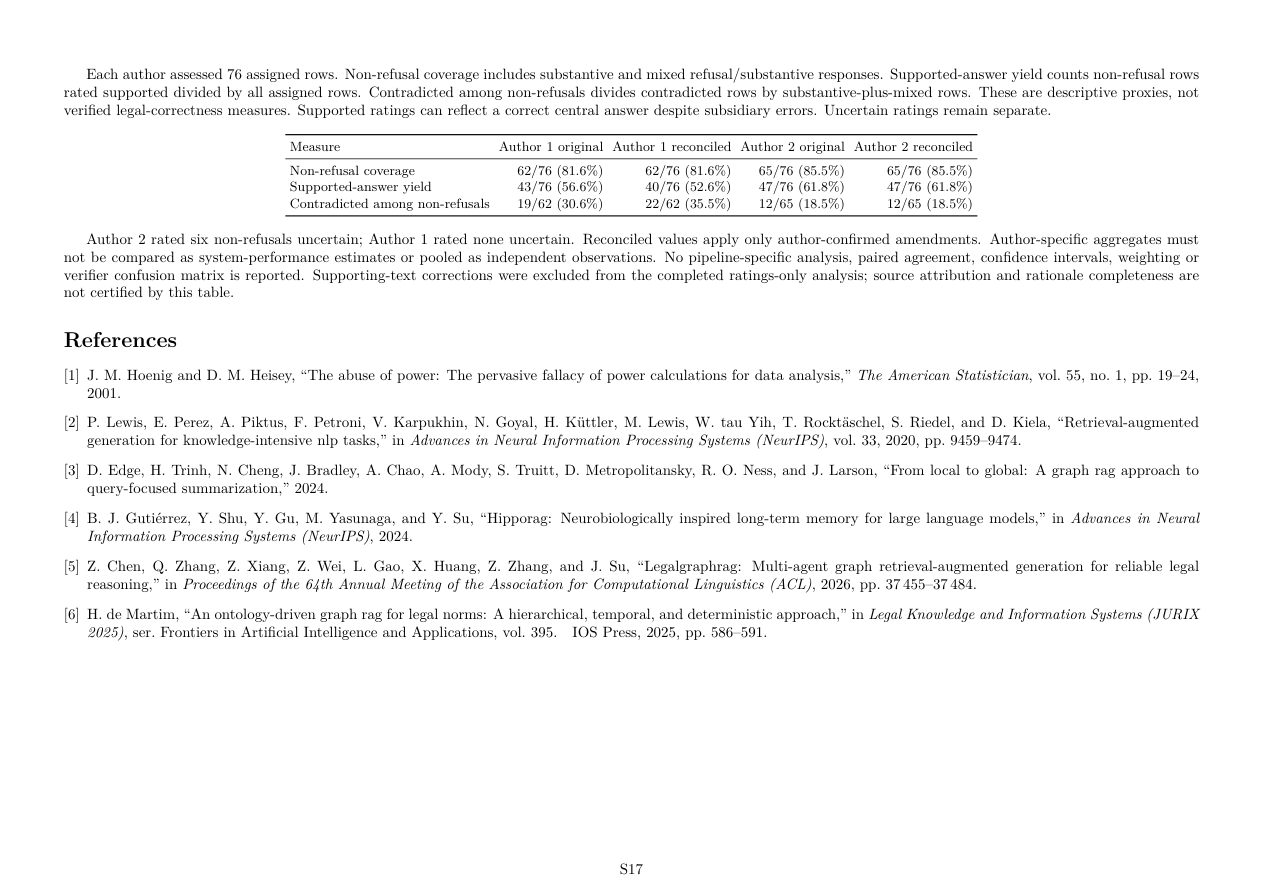 Each author assessed 76 assigned rows. Non-refusal coverage includes substantive and mixed refusal/substantive responses. Supported-answer yield counts non-refusal rows
rated supported divided by all assigned rows. Contradicted among non-refusals divides contradicted rows by substantive-plus-mixed rows. These are descriptive proxies, not
verified legal-correctness measures. Supported ratings can reflect a correct central answer despite subsidiary errors. Uncertain ratings remain separate.
Measure Author 1 original Author 1 reconciled Author 2 original Author 2 reconciled
Non-refusal coverage 62/76 (81.6%) 62/76 (81.6%) 65/76 (85.5%) 65/76 (85.5%)
Supported-answer yield 43/76 (56.6%) 40/76 (52.6%) 47/76 (61.8%) 47/76 (61.8%)
Contradicted among non-refusals 19/62 (30.6%) 22/62 (35.5%) 12/65 (18.5%) 12/65 (18.5%)
Author 2 rated six non-refusals uncertain; Author 1 rated none uncertain. Reconciled values apply only author-confirmed amendments. Author-specific aggregates must
not be compared as system-performance estimates or pooled as independent observations. No pipeline-specific analysis, paired agreement, confidence intervals, weighting or
verifier confusion matrix is reported. Supporting-text corrections were excluded from the completed ratings-only analysis; source attribution and rationale completeness are
not certified by this table.
References
[1] J. M. Hoenig and D. M. Heisey, “The abuse of power: The pervasive fallacy of power calculations for data analysis,” The American Statistician, vol. 55, no. 1, pp. 19–24,
2001.
[2] P. Lewis, E. Perez, A. Piktus, F. Petroni, V. Karpukhin, N. Goyal, H. Küttler, M. Lewis, W. tau Yih, T. Rocktäschel, S. Riedel, and D. Kiela, “Retrieval-augmented
generation for knowledge-intensive nlp tasks,” in Advances in Neural Information Processing Systems (NeurIPS), vol. 33, 2020, pp. 9459–9474.
[3] D. Edge, H. Trinh, N. Cheng, J. Bradley, A. Chao, A. Mody, S. Truitt, D. Metropolitansky, R. O. Ness, and J. Larson, “From local to global: A graph rag approach to
query-focused summarization,” 2024.
[4] B. J. Gutiérrez, Y. Shu, Y. Gu, M. Yasunaga, and Y. Su, “Hipporag: Neurobiologically inspired long-term memory for large language models,” in Advances in Neural
Information Processing Systems (NeurIPS), 2024.
[5] Z. Chen, Q. Zhang, Z. Xiang, Z. Wei, L. Gao, X. Huang, Z. Zhang, and J. Su, “Legalgraphrag: Multi-agent graph retrieval-augmented generation for reliable legal
reasoning,” in Proceedings of the 64th Annual Meeting of the Association for Computational Linguistics (ACL), 2026, pp. 37 455–37 484.
[6] H. de Martim, “An ontology-driven graph rag for legal norms: A hierarchical, temporal, and deterministic approach,” in Legal Knowledge and Information Systems (JURIX
2025), ser. Frontiers in Artificial Intelligence and Applications, vol. 395. IOS Press, 2025, pp. 586–591.
S17